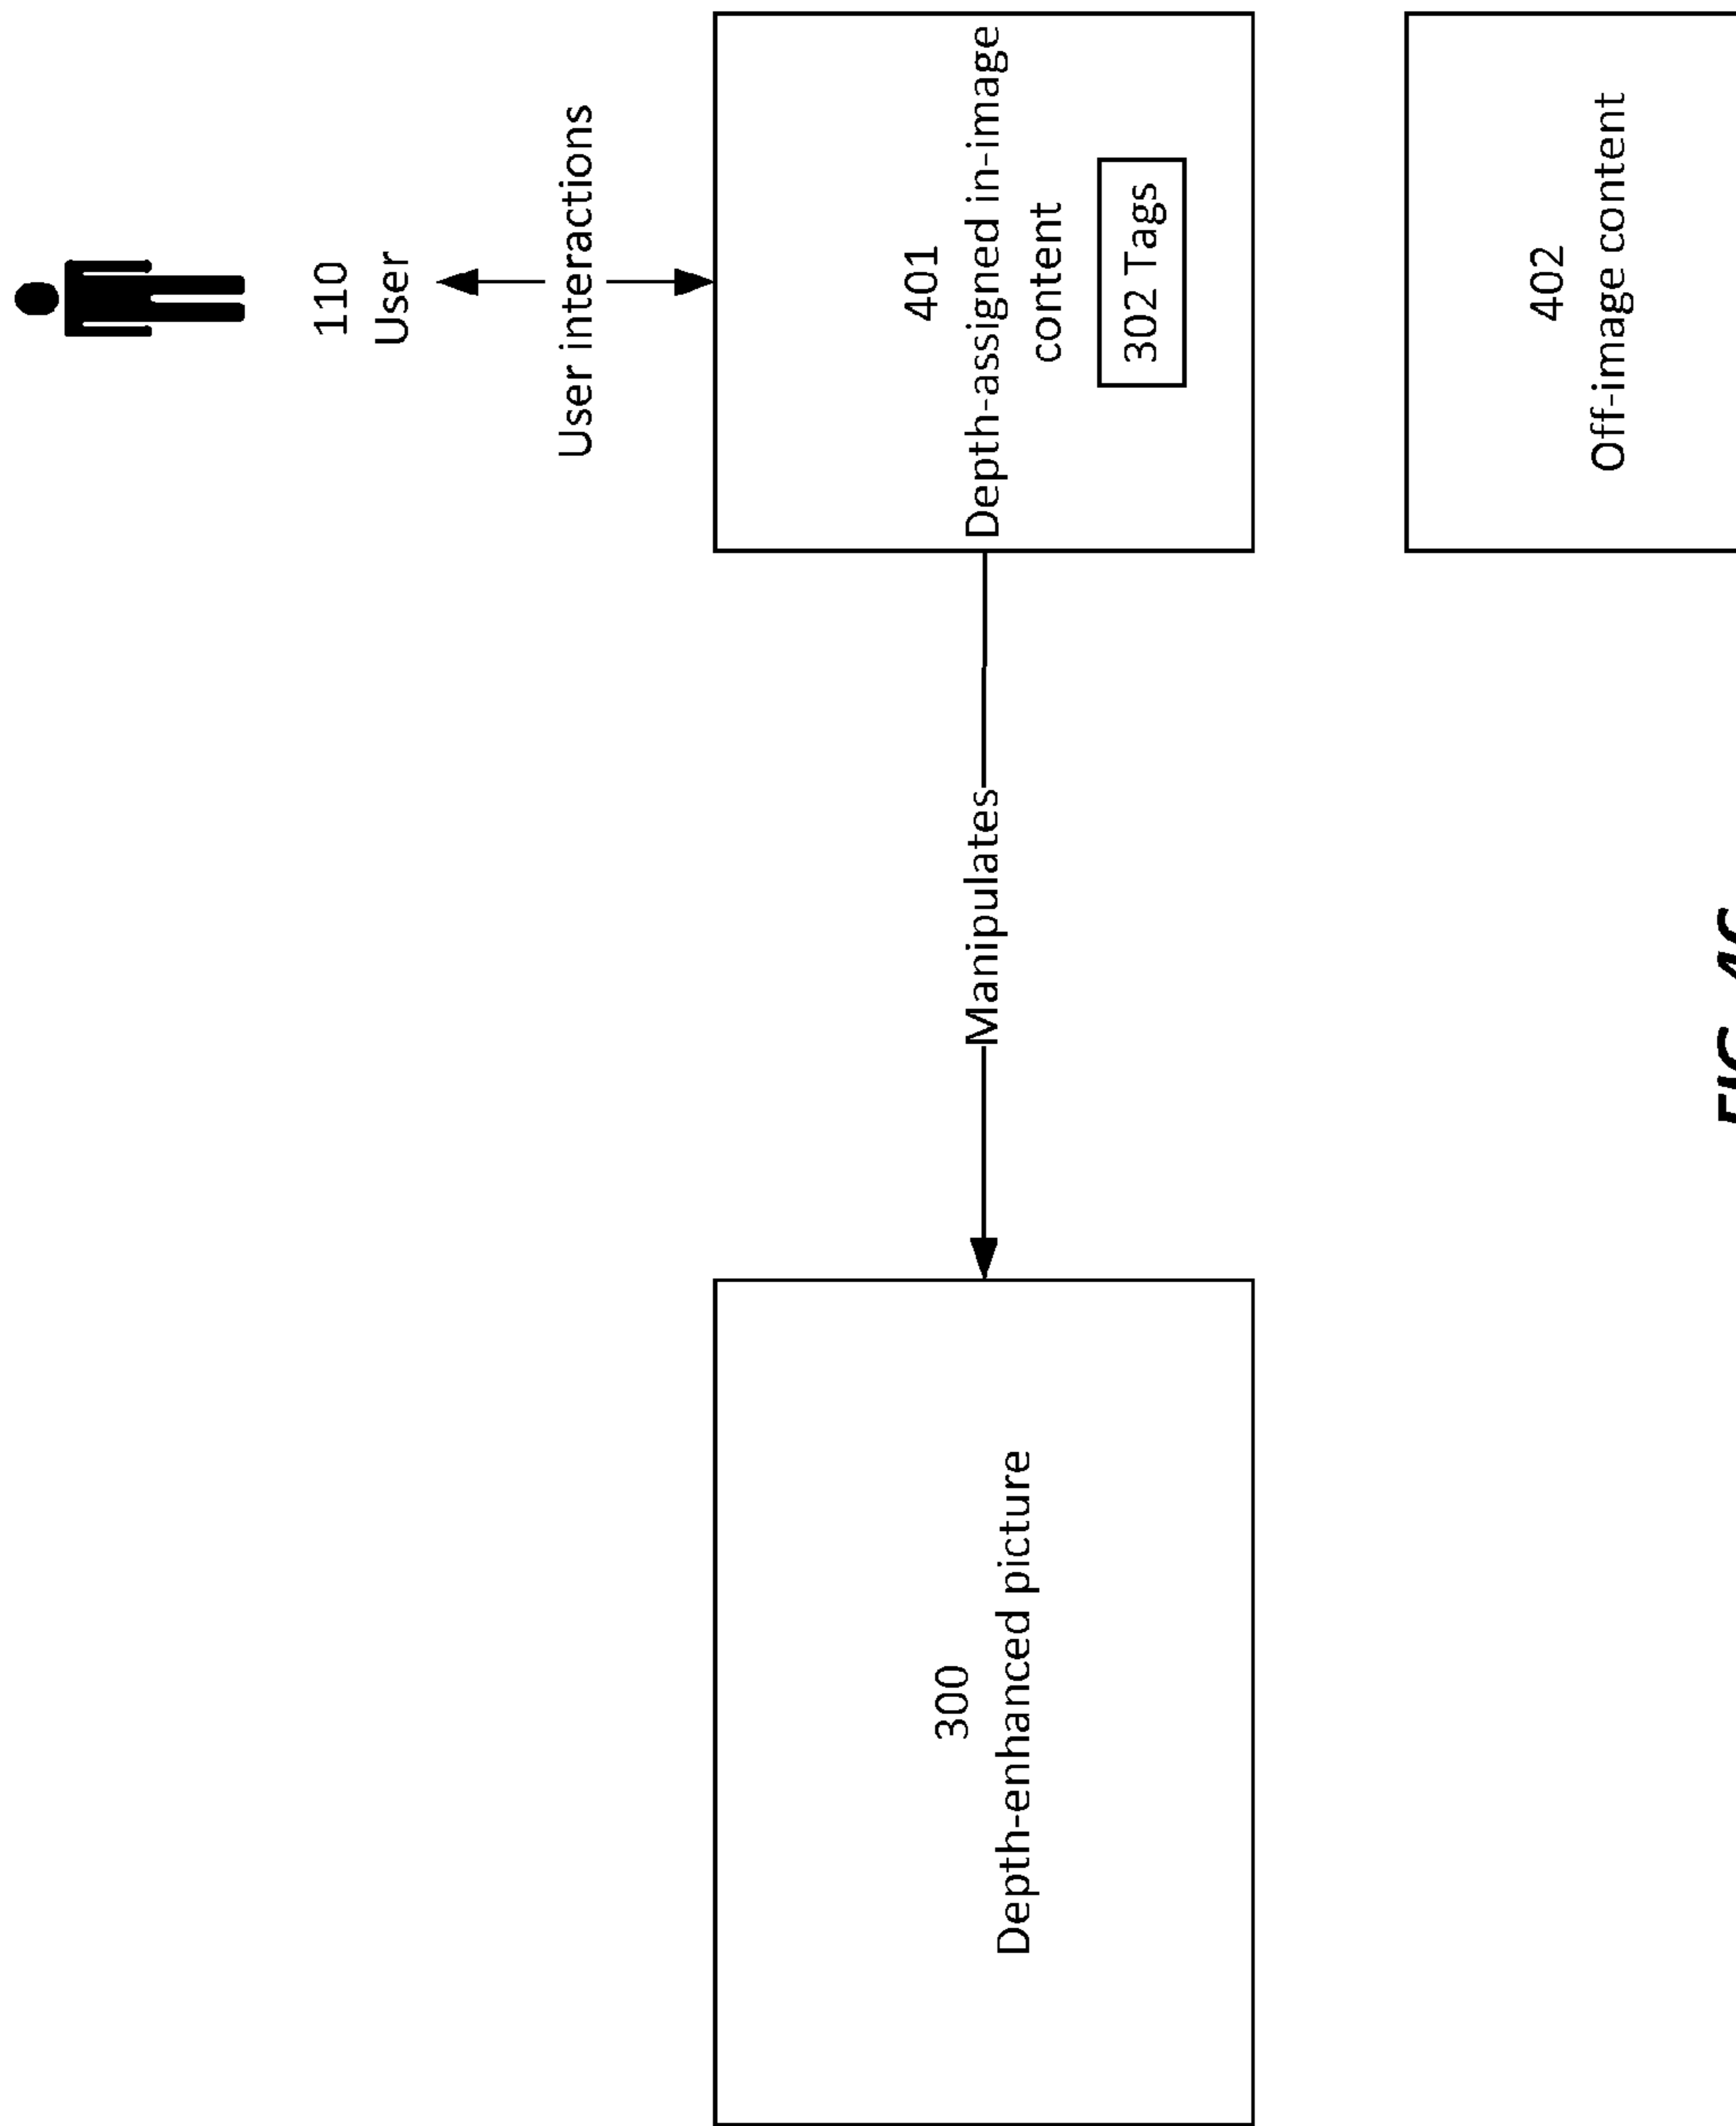 110
User
User interactions
300
Depth-enhanced picture
Manipulates
401
Depth-assigned in-image
content
302 Tags
402
Off-image content